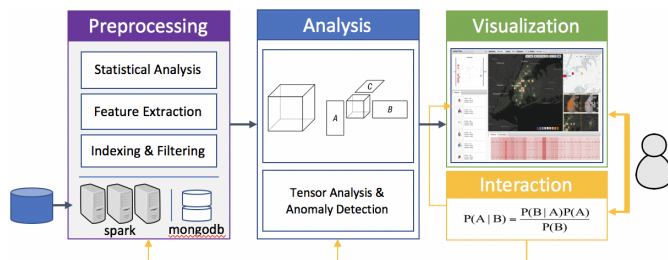 Preprocessing
Statistical Analysis
Feature Extraction
Indexing & Filtering
spark
mongodb
Analysis
A
C
B
Tensor Analysis &
Anomaly Detection
Visualization
Interaction
P(A | B) = P(B | A)P(A) / P(B)